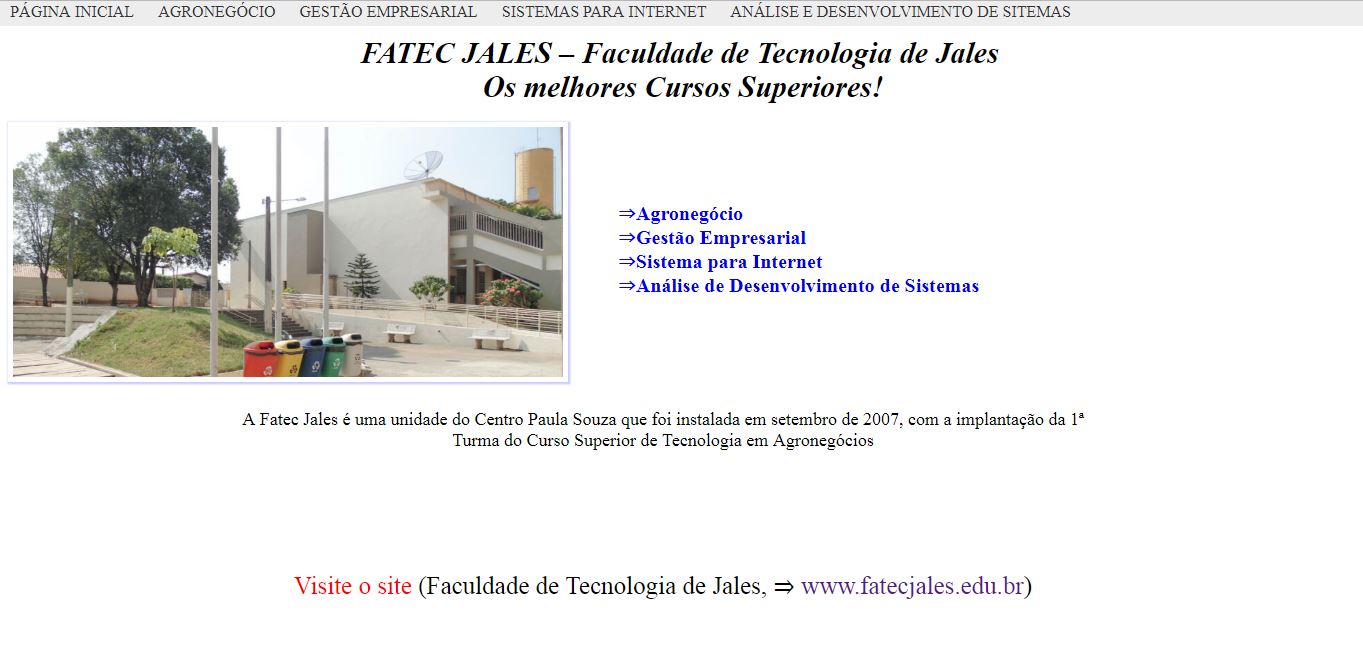 PÁGINA INICIAL AGRONEGÓCIO GESTÃO EMPRESARIAL SISTEMAS PARA INTERNET ANÁLISE E DESENVOLVIMENTO DE SITEMAS
FATEC JALES – Faculdade de Tecnologia de Jales
Os melhores Cursos Superiores!
⇒Agronegócio
⇒Gestão Empresarial
⇒Sistema para Internet
⇒Análise de Desenvolvimento de Sistemas
A Fatec Jales é uma unidade do Centro Paula Souza que foi instalada em setembro de 2007, com a implantação da 1ª
Turma do Curso Superior de Tecnologia em Agronegócios
Visite o site (Faculdade de Tecnologia de Jales, ⇒ www.fatecjales.edu.br)